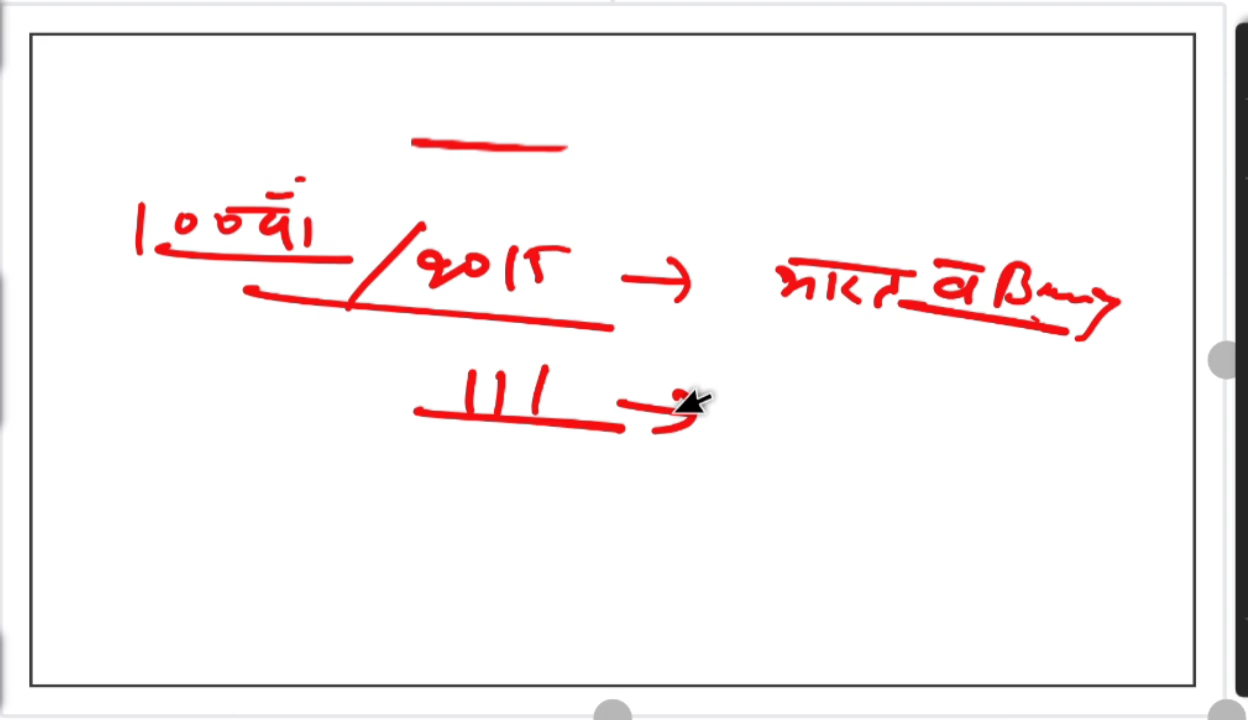 100वां / 2015 → भारत व
111 →